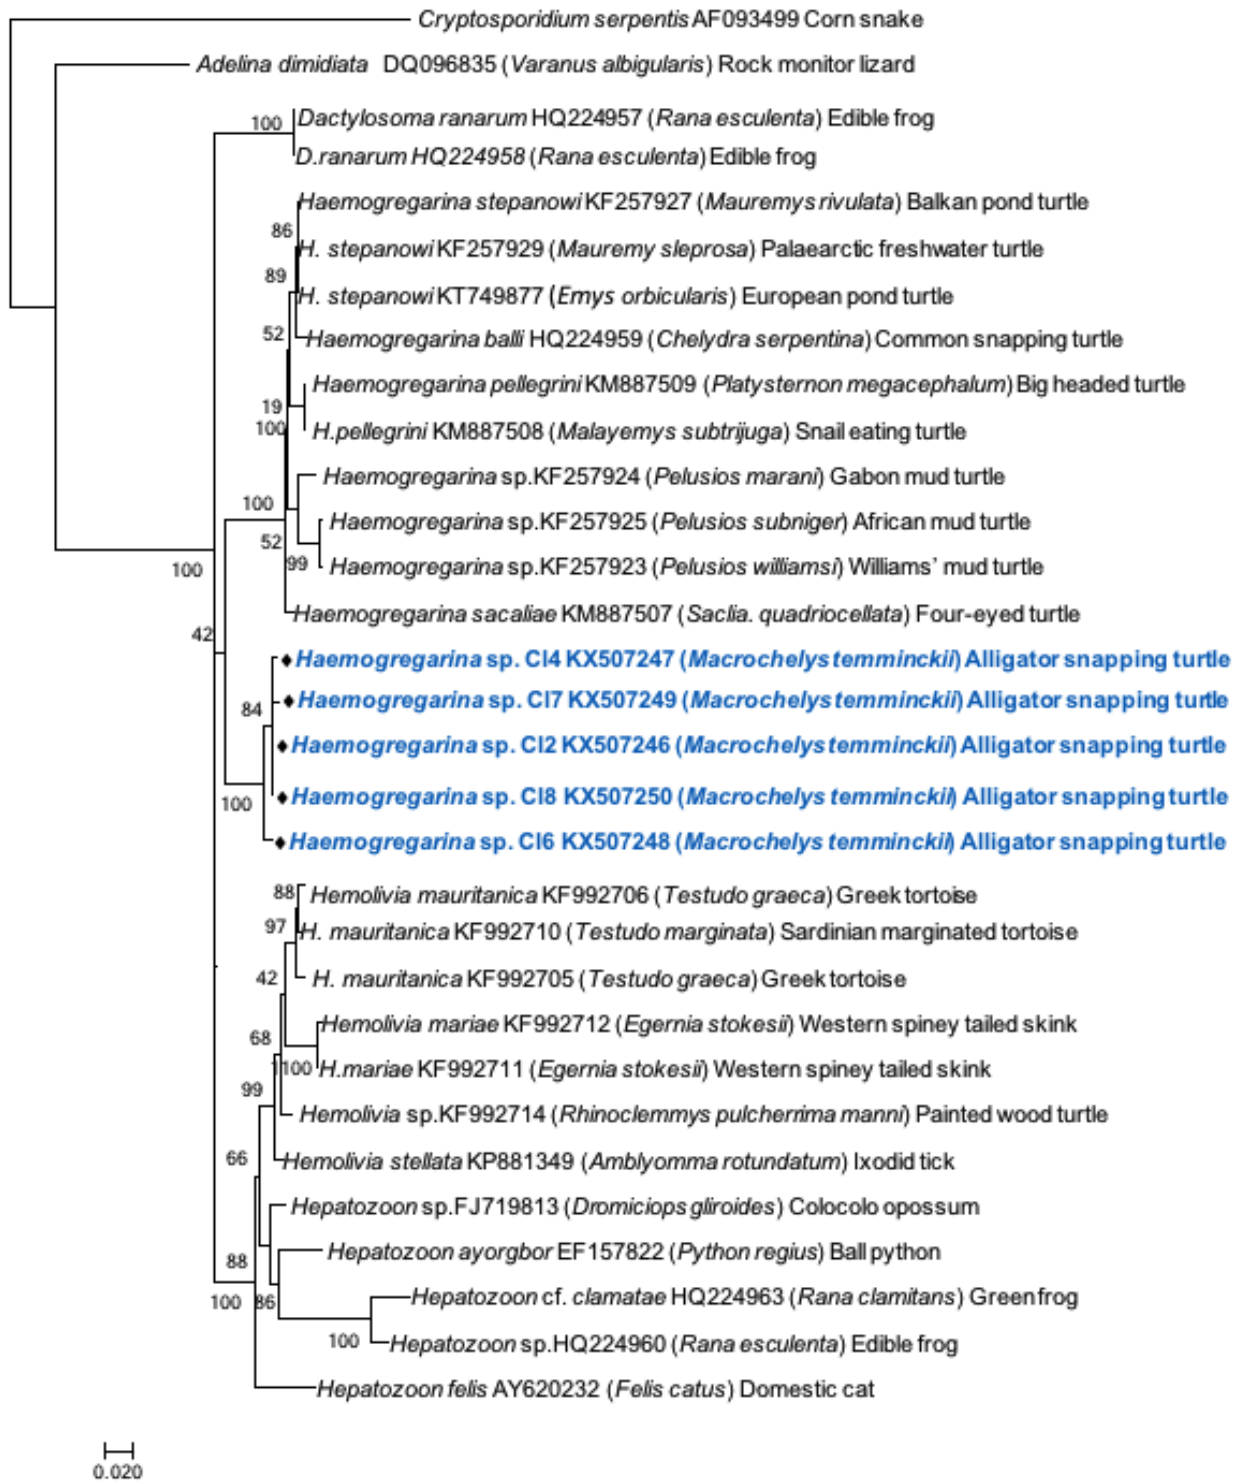 Cryptosporidium serpentis AF093499 Corn snake
Adelina dimidiata DQ096835 (Varanus albigularis) Rock monitor lizard
100
Dactylosoma ranarum HQ224957 (Rana esculenta) Edible frog
D.ranarum HQ224958 (Rana esculenta) Edible frog
Haemogregarina stepanowi KF257927 (Mauremys rivulata) Balkan pond turtle
86
H. stepanowi KF257929 (Mauremy sleprosa) Palaearctic freshwater turtle
89
H. stepanowi KT749877 (Emys orbicularis) European pond turtle
52
Haemogregarina balli HQ224959 (Chelydra serpentina) Common snapping turtle
Haemogregarina pellegrini KM887509 (Platysternon megacephalum) Big headed turtle
19
100
H.pellegrini KM887508 (Malayemys subtrijuga) Snail eating turtle
Haemogregarina sp.KF257924 (Pelusios marani) Gabon mud turtle
100
Haemogregarina sp.KF257925 (Pelusios subniger) African mud turtle
52
99
Haemogregarina sp.KF257923 (Pelusios williamsi) Williams’ mud turtle
100
Haemogregarina sacaliae KM887507 (Saclia. quadriocellata) Four-eyed turtle
42
Haemogregarina sp. CI4 KX507247 (Macrochelys temminckii) Alligator snapping turtle
Haemogregarina sp. CI7 KX507249 (Macrochelys temminckii) Alligator snapping turtle
84
Haemogregarina sp. CI2 KX507246 (Macrochelys temminckii) Alligator snapping turtle
Haemogregarina sp. CI8 KX507250 (Macrochelys temminckii) Alligator snapping turtle
100
Haemogregarina sp. CI6 KX507248 (Macrochelys temminckii) Alligator snapping turtle
88
Hemolivia mauritanica KF992706 (Testudo graeca) Greek tortoise
97
H. mauritanica KF992710 (Testudo marginata) Sardinian marginated tortoise
42
H. mauritanica KF992705 (Testudo graeca) Greek tortoise
Hemolivia mariae KF992712 (Egernia stokesii) Western spiney tailed skink
68
100
H.mariae KF992711 (Egernia stokesii) Western spiney tailed skink
99
Hemolivia sp.KF992714 (Rhinoclemmys pulcherrima manni) Painted wood turtle
66
Hemolivia stellata KP881349 (Amblyomma rotundatum) Ixodid tick
Hepatozoon sp.FJ719813 (Dromiciops gliroides) Colocolo opossum
88
Hepatozoon ayorgbor EF157822 (Python regius) Ball python
100
86
Hepatozoon cf. clamatae HQ224963 (Rana clamitans) Green frog
100
Hepatozoon sp.HQ224960 (Rana esculenta) Edible frog
Hepatozoon felis AY620232 (Felis catus) Domestic cat
0.020